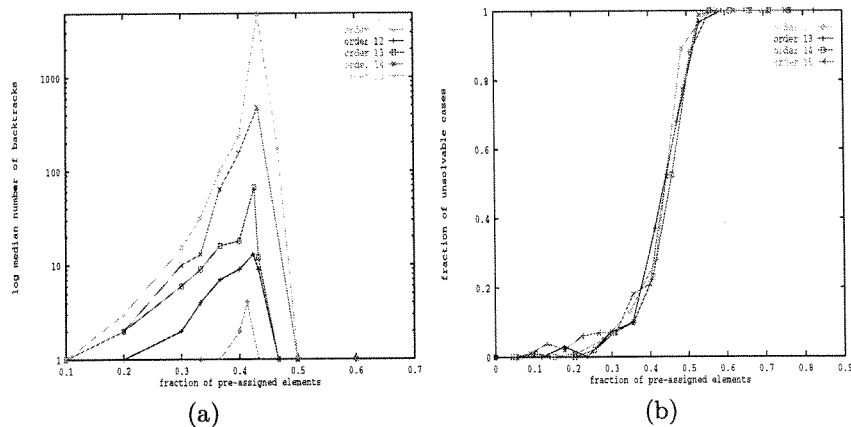 order
order 12
order 13
order 14
1000
100
10
1
0.1 0.2 0.3 0.4 0.5 0.6 0.7
log median number of backtracks
fraction of pre-assigned elements
(a)
order 13
order 14
order 15
1
0.8
0.6
0.4
0.2
0
0 0.1 0.2 0.3 0.4 0.5 0.6 0.7 0.8 0.9
fraction of unsolvable cases
fraction of pre-assigned elements
(b)